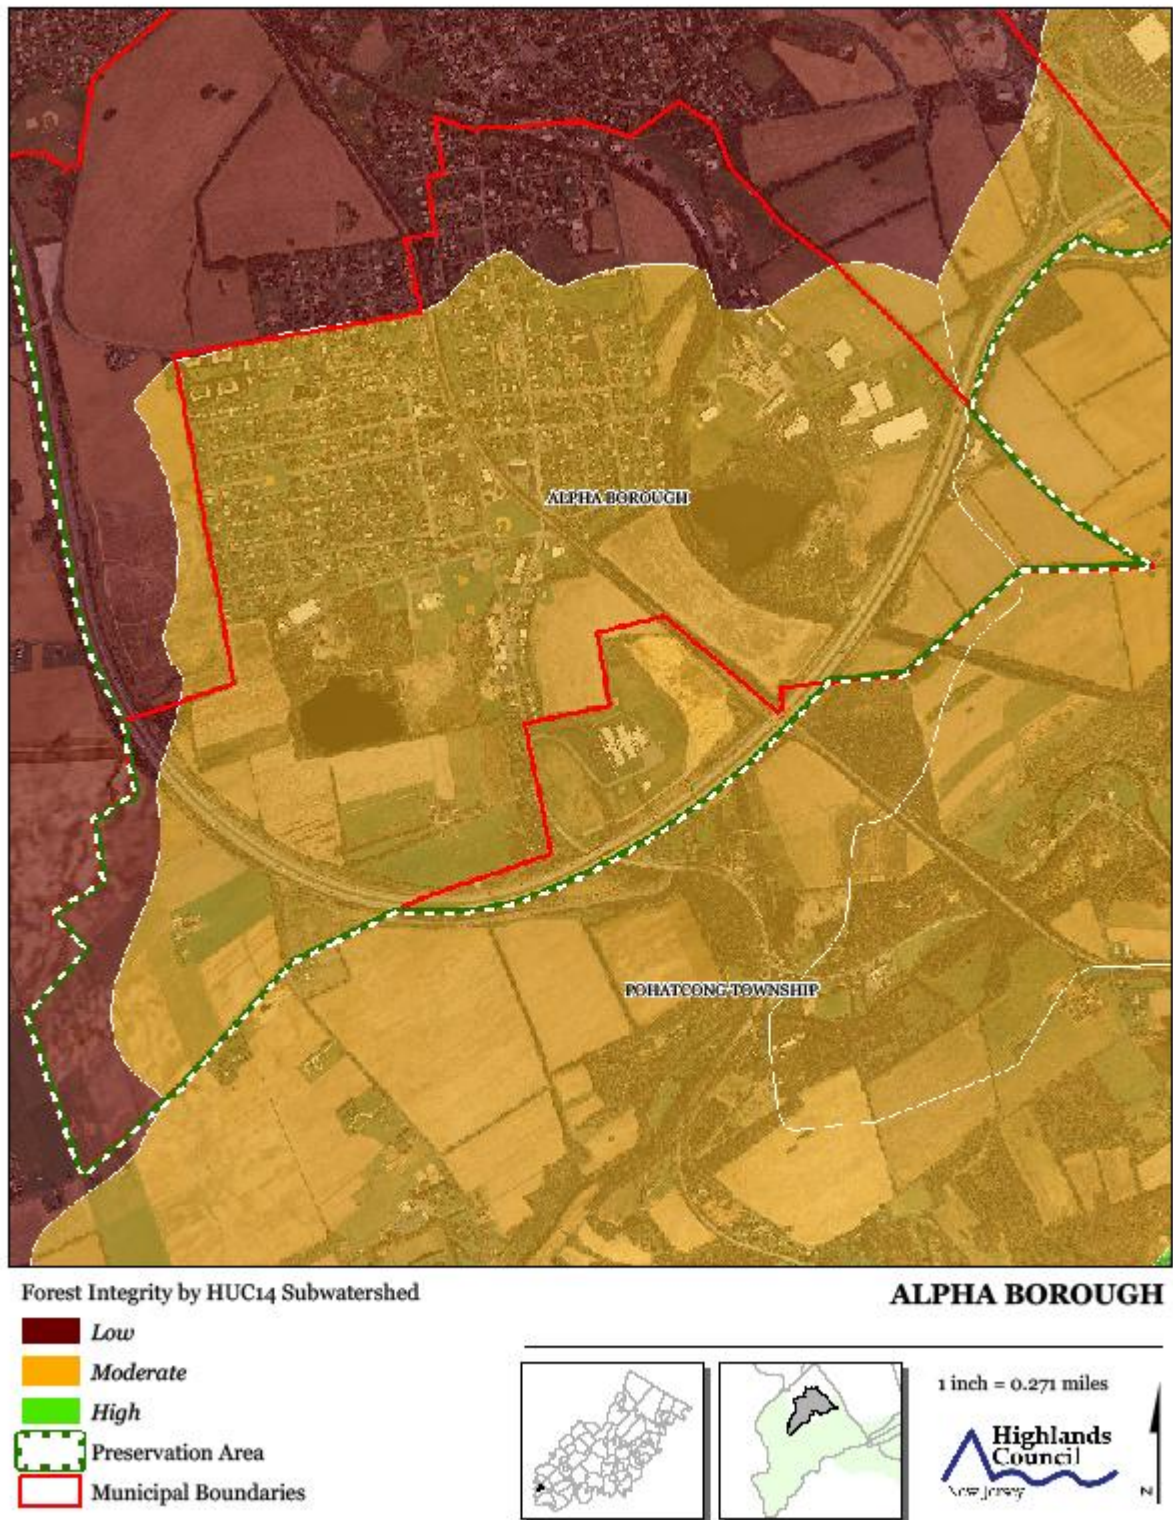 ALPHA BOROUGH
POHATCONG TOWNSHIP
Forest Integrity by HUC14 Subwatershed
Low
Moderate
High
Preservation Area
Municipal Boundaries
ALPHA BOROUGH
1 inch = 0.271 miles
Highlands
Council
New Jersey
N